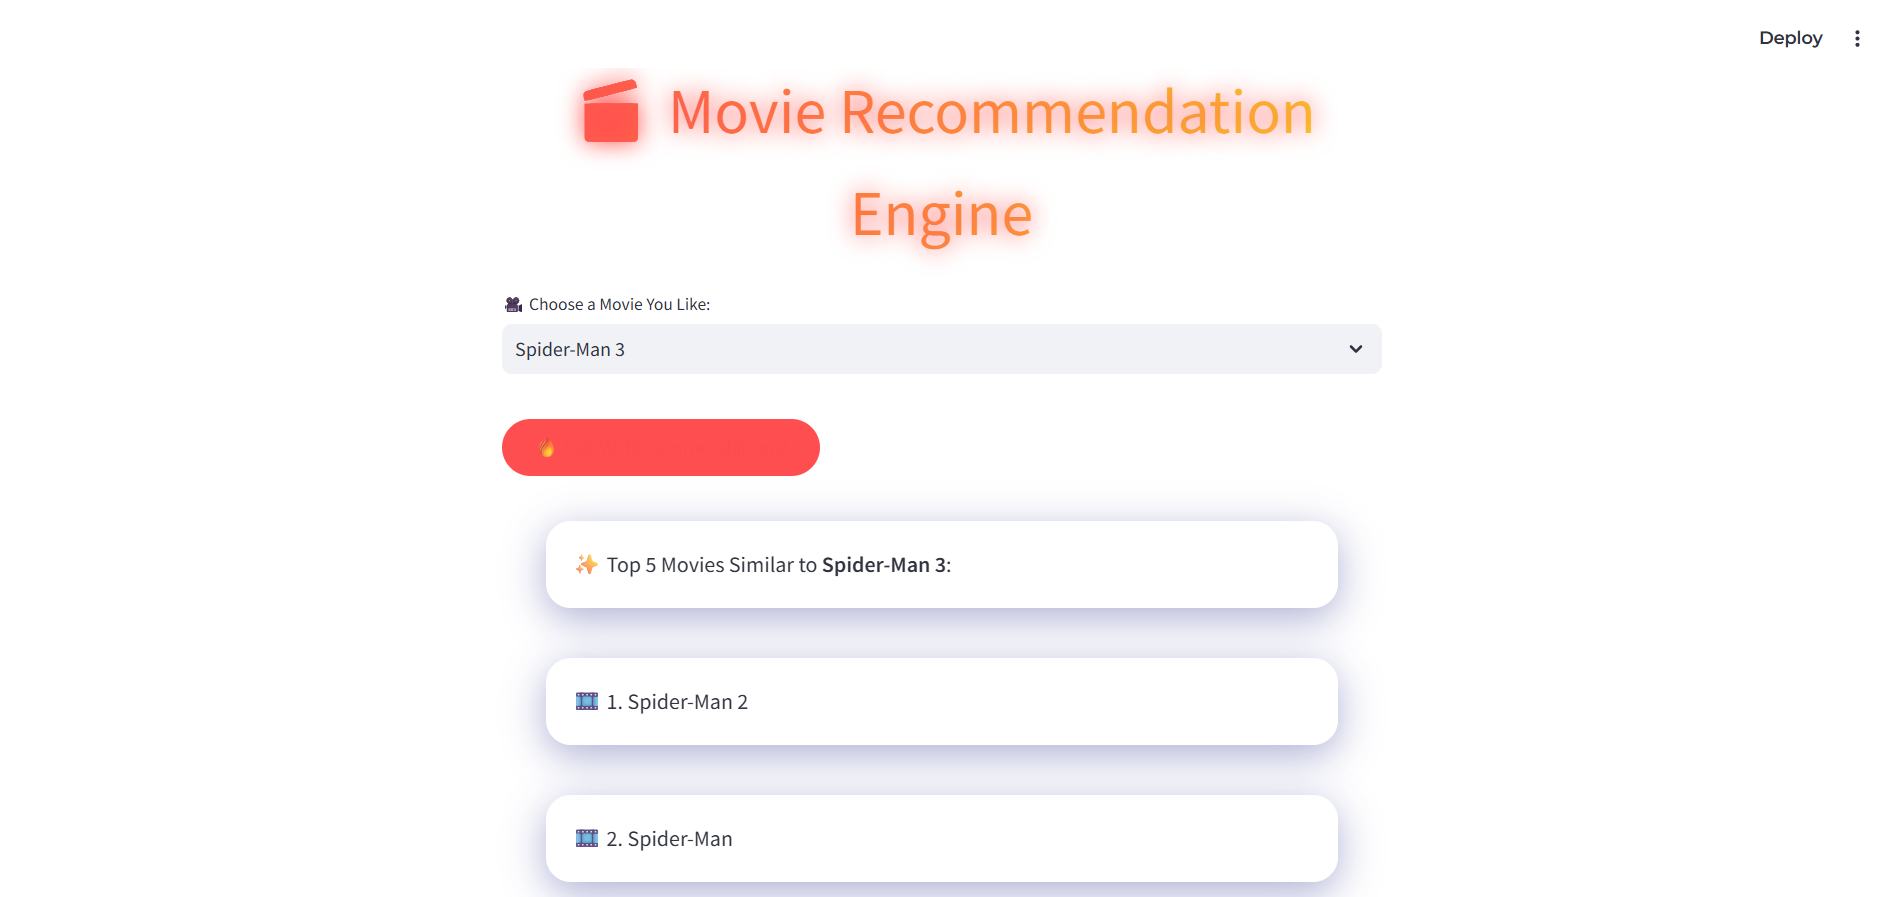 Deploy
🎬 Movie Recommendation
Engine
🎥 Choose a Movie You Like:
Spider-Man 3
🔥
✨ Top 5 Movies Similar to Spider-Man 3:
🎞️ 1. Spider-Man 2
🎞️ 2. Spider-Man